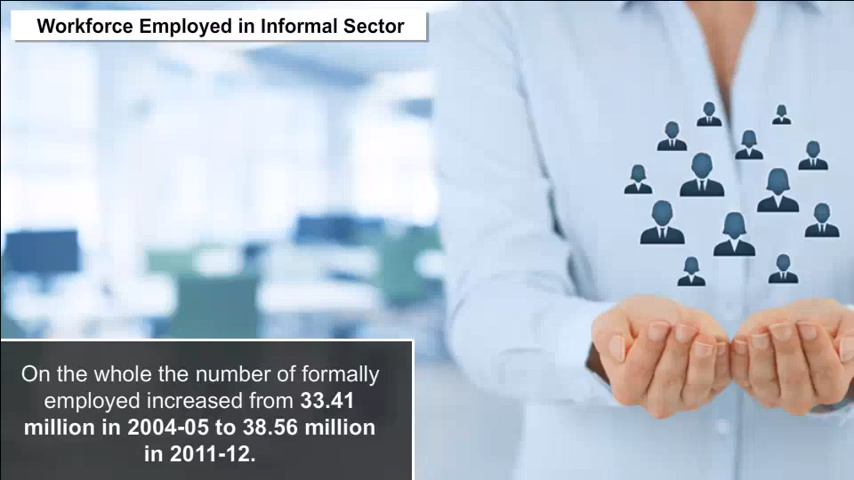 Workforce Employed in Informal Sector
On the whole the number of formally
employed increased from 33.41
million in 2004-05 to 38.56 million
in 2011-12.